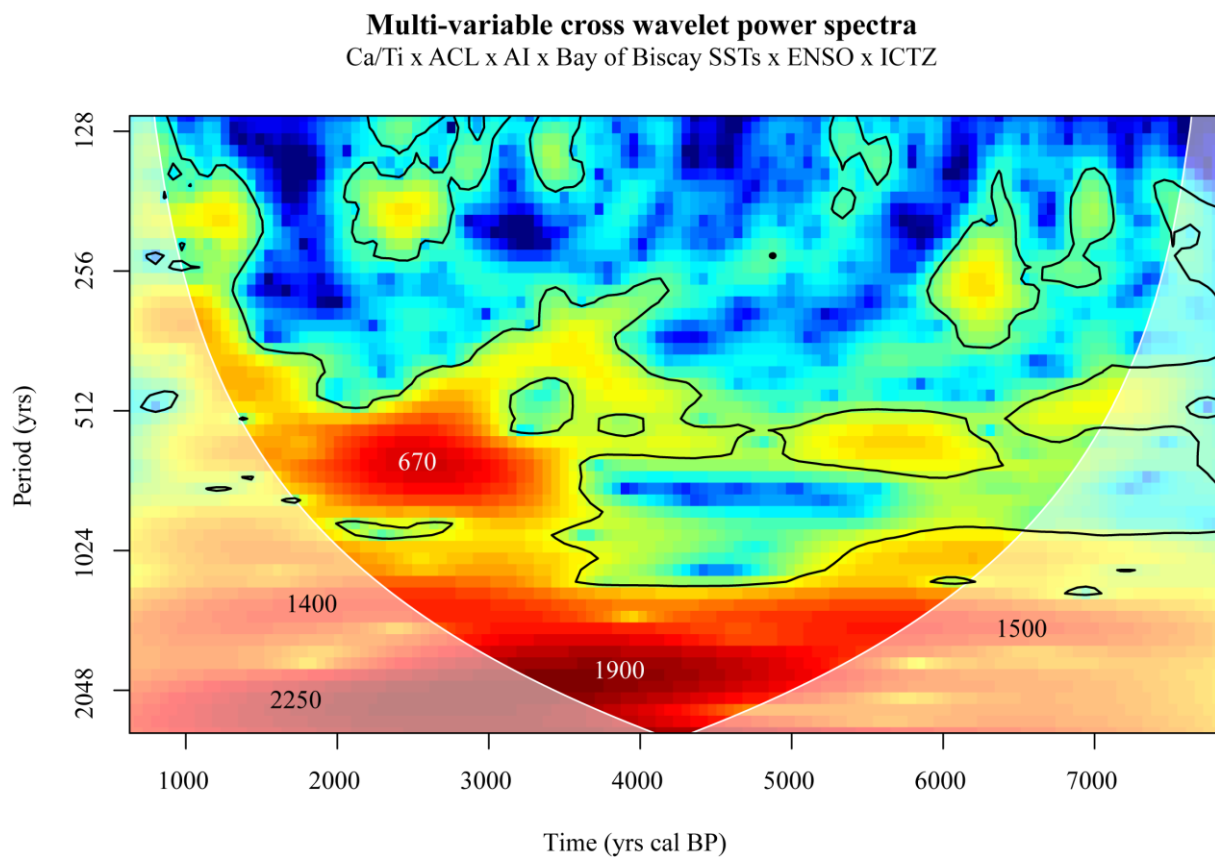 Multi-variable cross wavelet power spectra
Ca/Ti x ACL x AI x Bay of Biscay SSTs x ENSO x ICTZ
128
256
512
1024
2048
Period (yrs)
670
1400
1500
1900
2250
1000 2000 3000 4000 5000 6000 7000
Time (yrs cal BP)